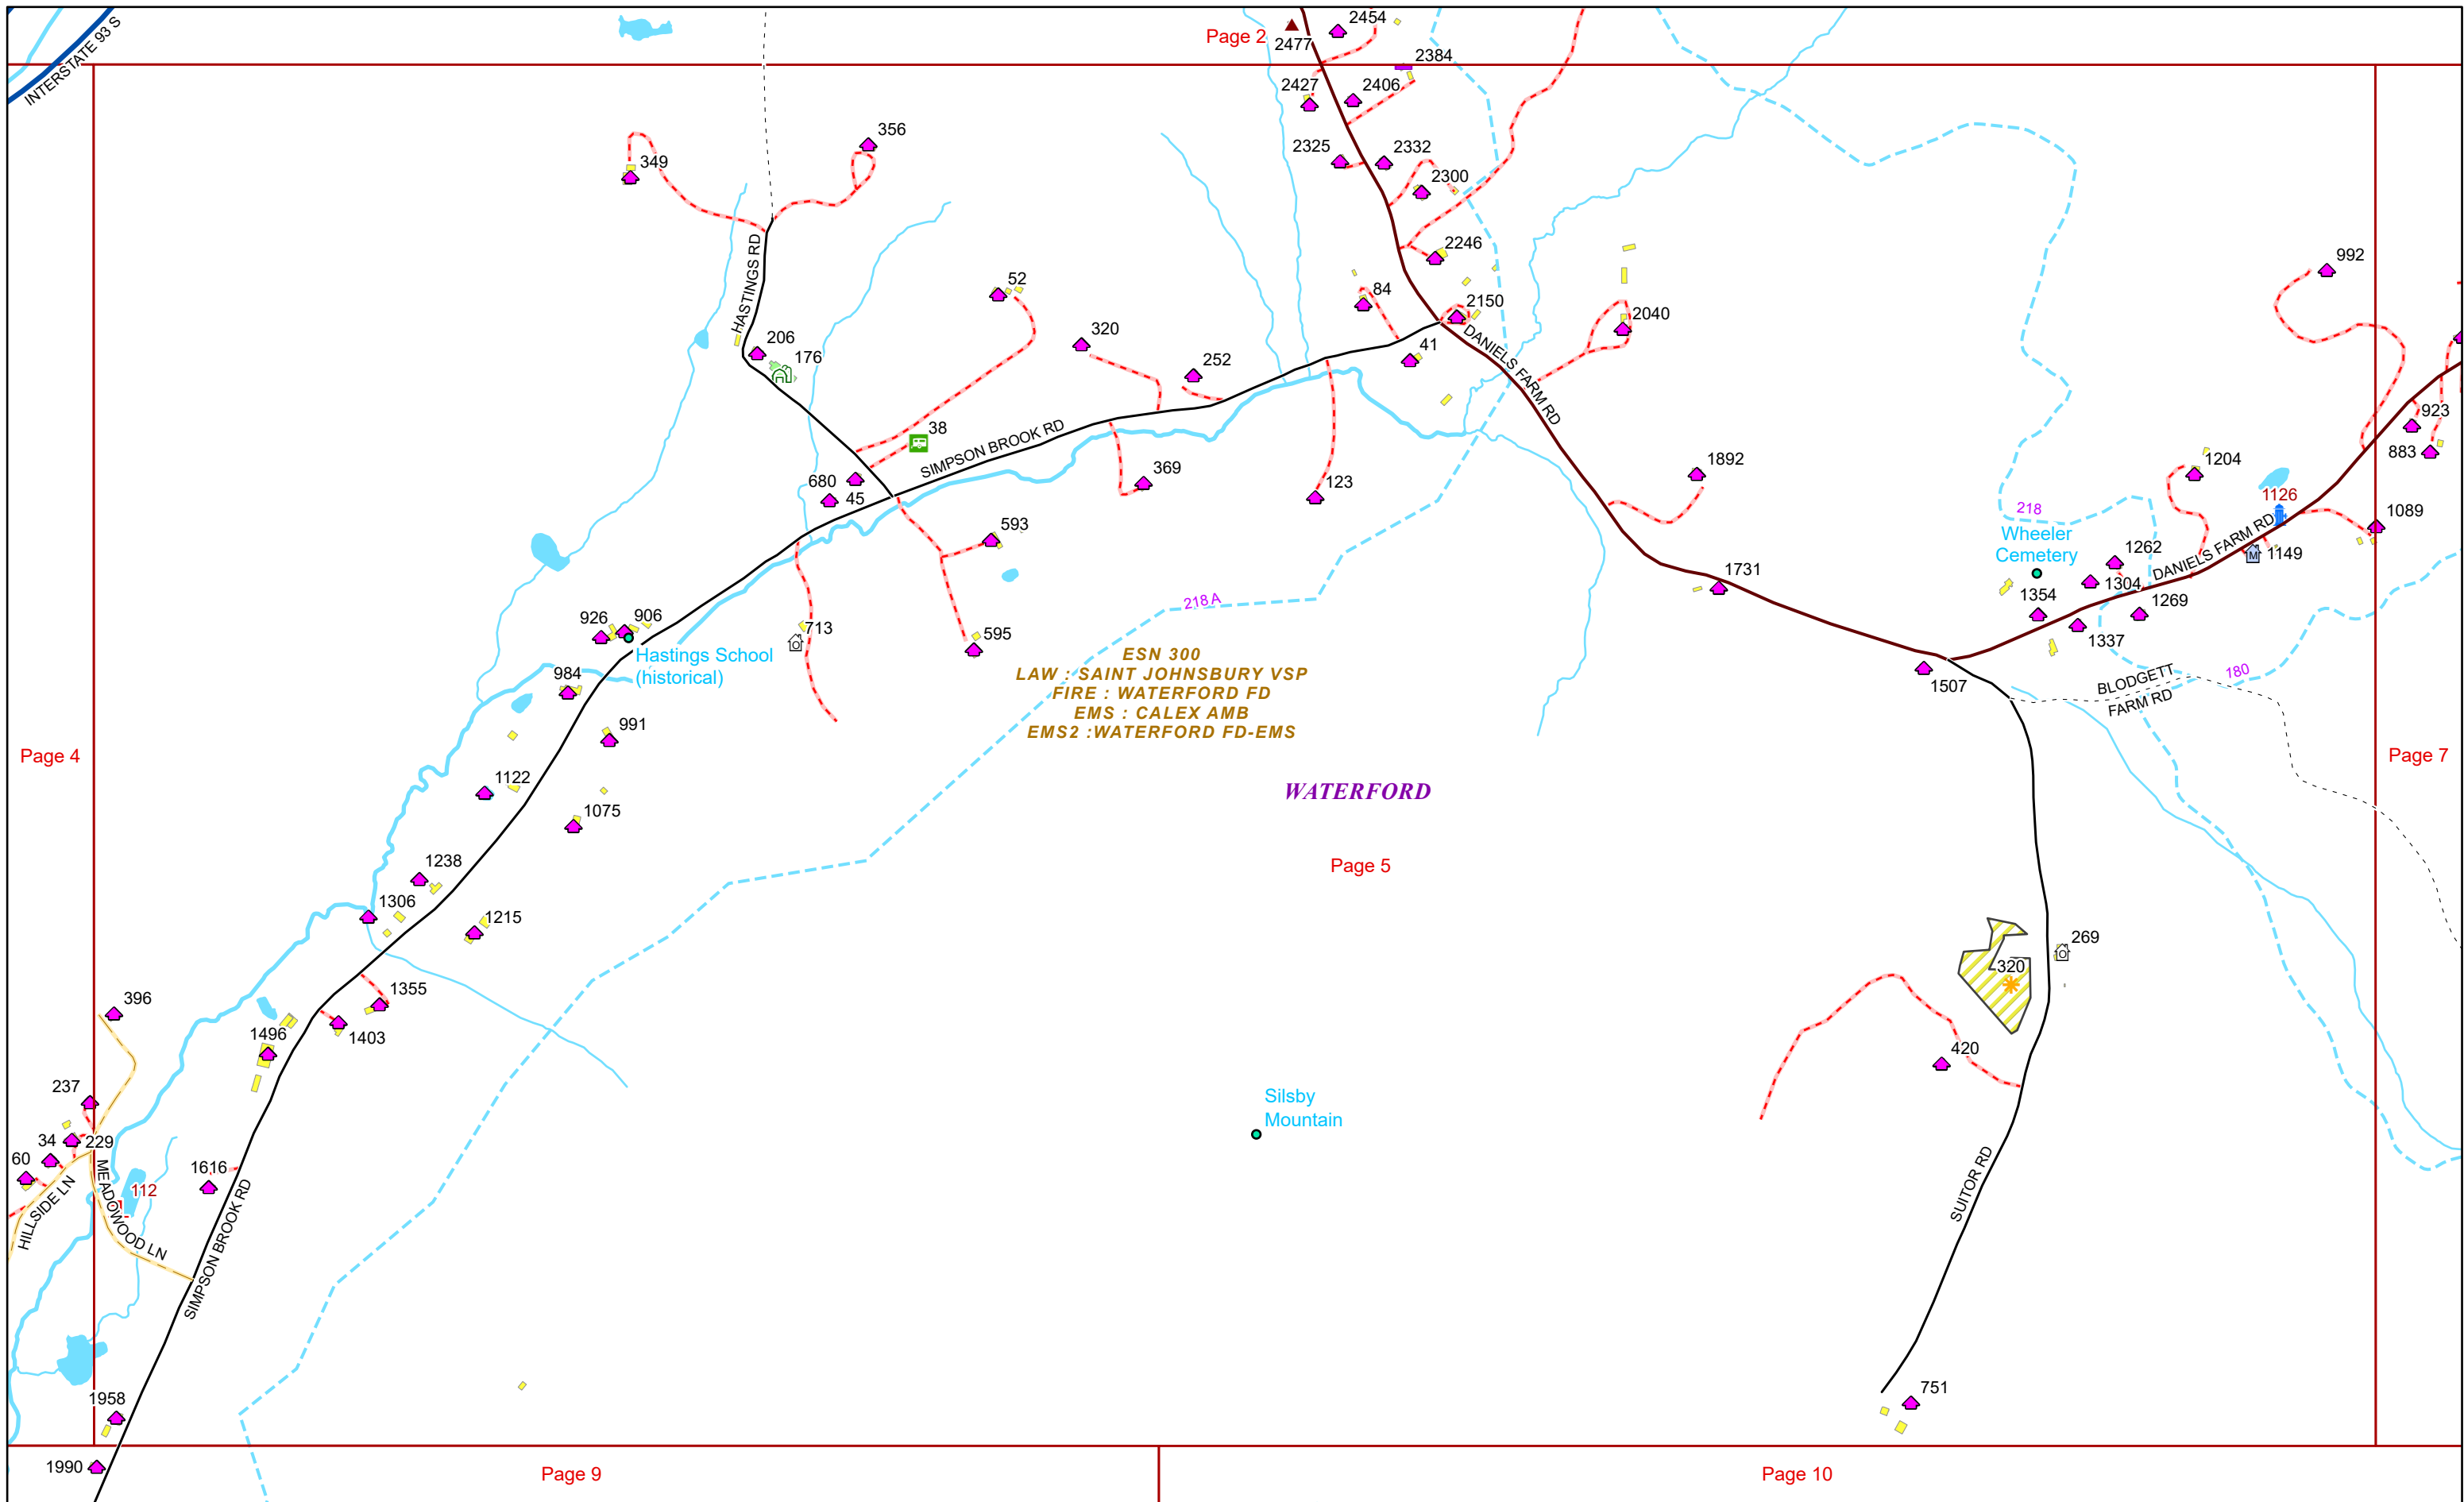 INTERSTATE 93 S
Page 2
2477
2454
2384
2427
2406
356
349
2325
2332
2300
HASTINGS RD
2246
992
52
84
2150
2040
206
320
41
176
252
DANIELS FARM RD
923
38
SIMPSON BROOK RD
883
680
45
369
123
1892
1204
1126
218
1089
593
Wheeler
Cemetery
1262
DANIELS FARM RD
1149
1731
1304
1354
1269
218 A
926
906
713
595
1337
Hastings School
(historical)
ESN 300
LAW : SAINT JOHNSBURY VSP
FIRE : WATERFORD FD
EMS : CALEX AMB
EMS2 :WATERFORD FD-EMS
984
1507
BLODGETT
FARM RD
180
991
Page 4
Page 7
1122
WATERFORD
1075
1238
Page 5
1306
1215
269
320
396
1355
1496
1403
420
237
Silsby
Mountain
34
229
60
1616
112
HILLSIDE LN
MEADOWOOD LN
SIMPSON BROOK RD
SUITOR RD
1958
751
1990
Page 9
Page 10